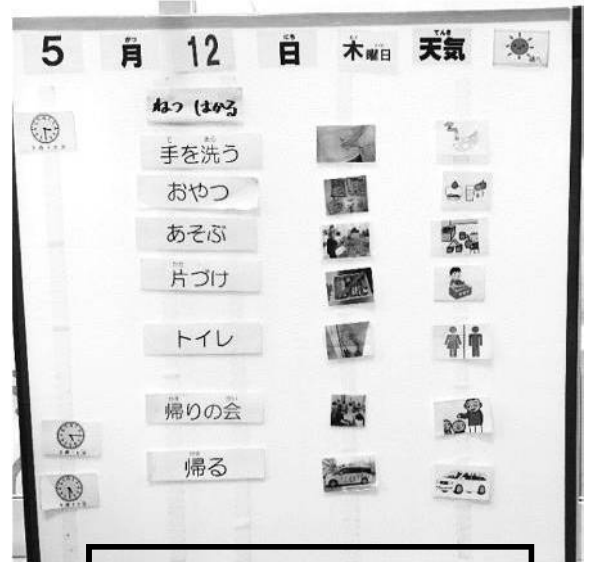 5 月 12 日 木曜日 天気
ねつ はかる
手を洗う
おやつ
あそぶ
片づけ
トイレ
帰りの会
帰る